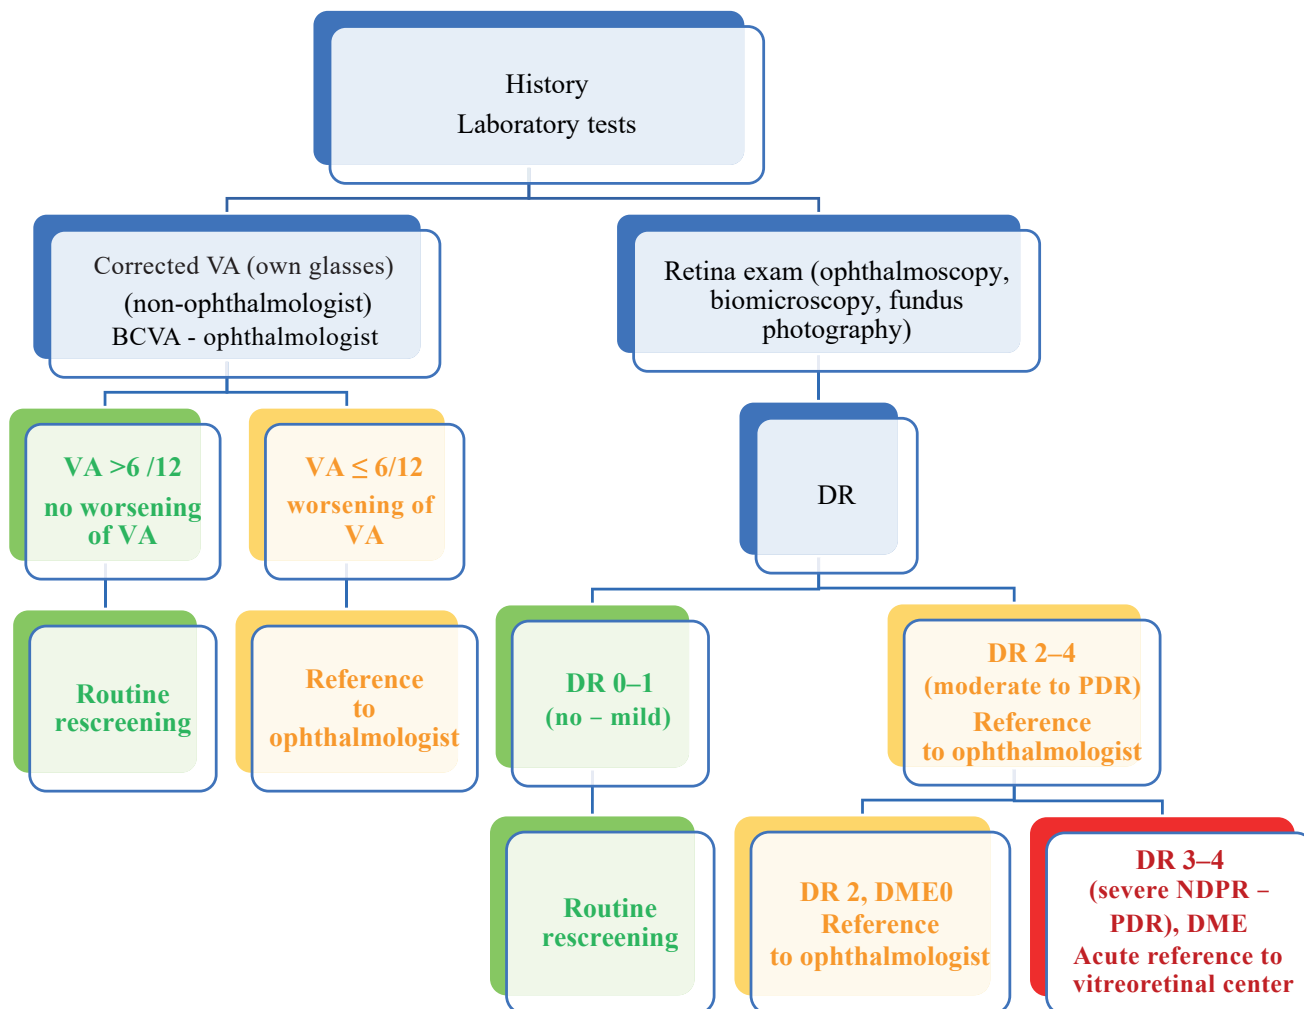 History
Laboratory tests
Corrected VA (own glasses)
(non-ophthalmologist)
BCVA - ophthalmologist
Retina exam (ophthalmoscopy,
biomicroscopy, fundus
photography)
VA >6 /12
no worsening
of VA
VA ≤ 6/12
worsening of
VA
DR
Routine
rescreening
Reference
to
ophthalmologist
DR 0–1
(no – mild)
DR 2–4
(moderate to PDR)
Reference
to ophthalmologist
Routine
rescreening
DR 2, DME0
Reference
to ophthalmologist
DR 3–4
(severe NDPR –
PDR), DME
Acute reference to
vitreoretinal center